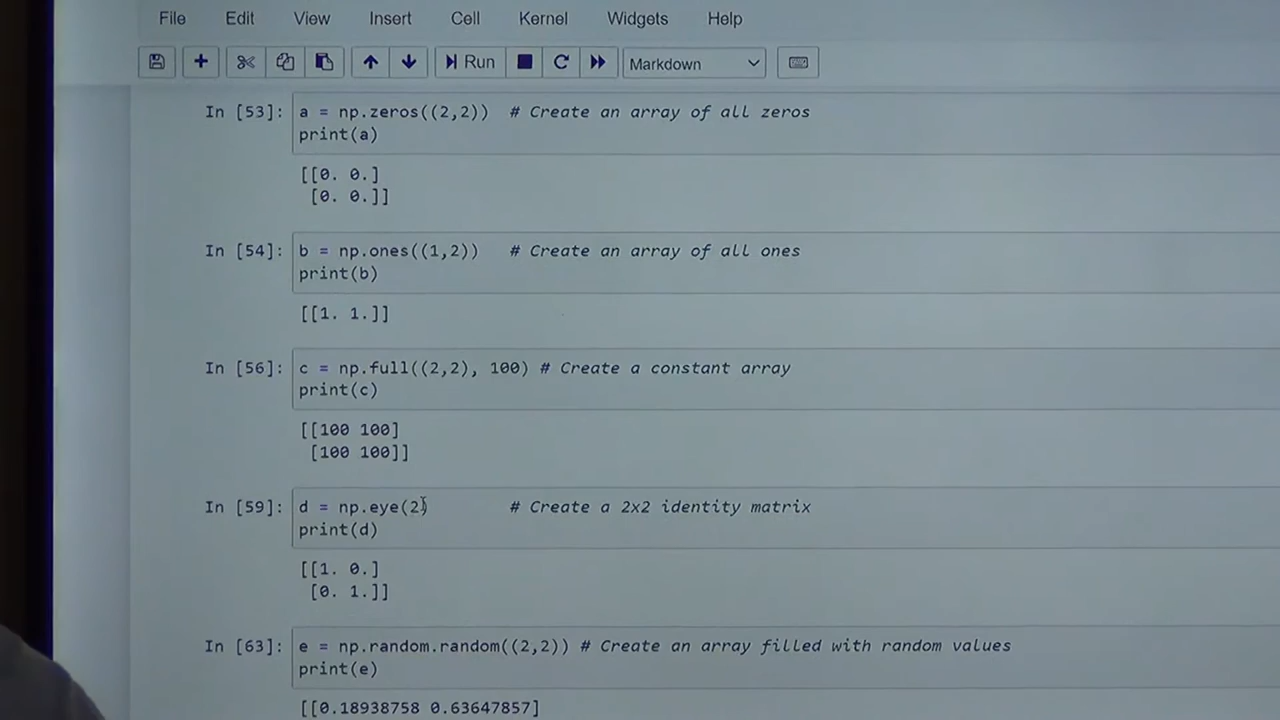 File Edit View Insert Cell Kernel Widgets Help
Run Markdown
In [53]: a = np.zeros((2,2))  # Create an array of all zeros
print(a)
[[0. 0.]
[0. 0.]]
In [54]: b = np.ones((1,2))   # Create an array of all ones
print(b)
[[1. 1.]]
In [56]: c = np.full((2,2), 100) # Create a constant array
print(c)
[[100 100]
[100 100]]
In [59]: d = np.eye(2)        # Create a 2x2 identity matrix
print(d)
[[1. 0.]
[0. 1.]]
In [63]: e = np.random.random((2,2)) # Create an array filled with random values
print(e)
[[0.18938758 0.63647857]